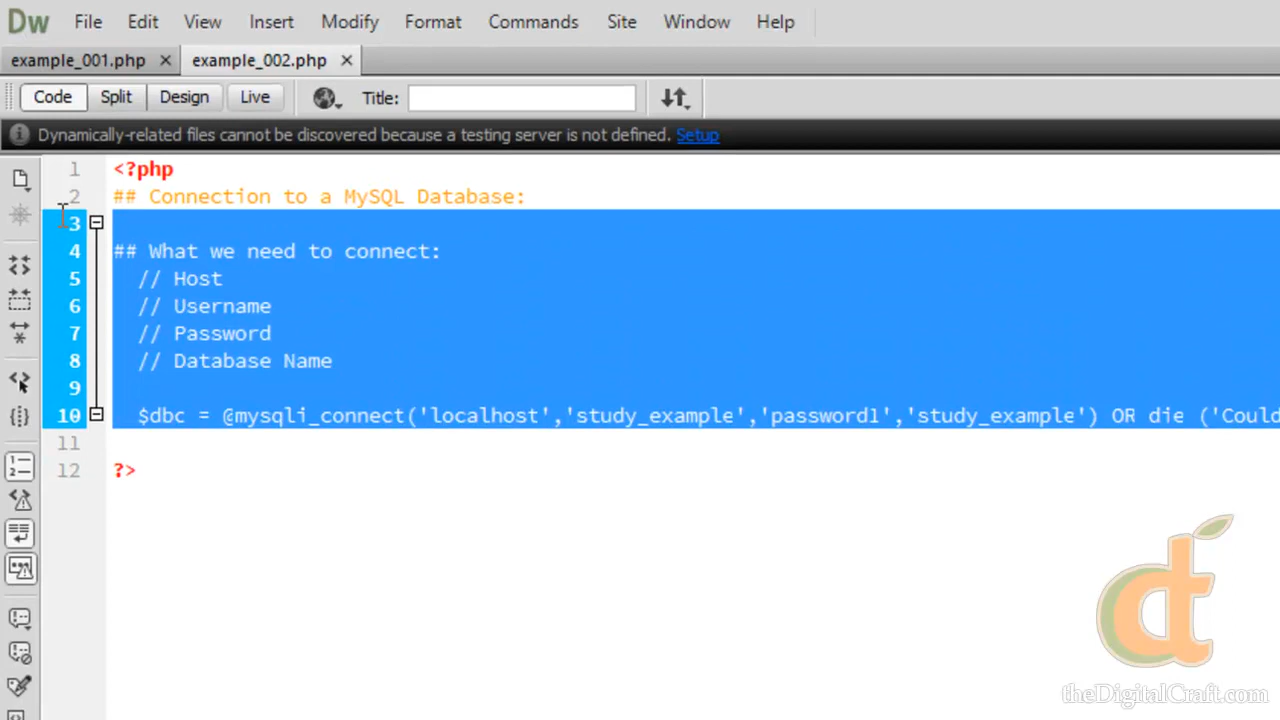 Dw File Edit View Insert Modify Format Commands Site Window Help
example_001.php × example_002.php ×
Code Split Design Live Title:
Dynamically-related files cannot be discovered because a testing server is not defined. Setup
1 <?php
2 ## Connection to a MySQL Database:
3
4 ## What we need to connect:
5 // Host
6 // Username
7 // Password
8 // Database Name
9
10 $dbc = @mysqli_connect('localhost','study_example','password1','study_example') OR die ('Could
11
12 ?>
theDigitalCraft.com